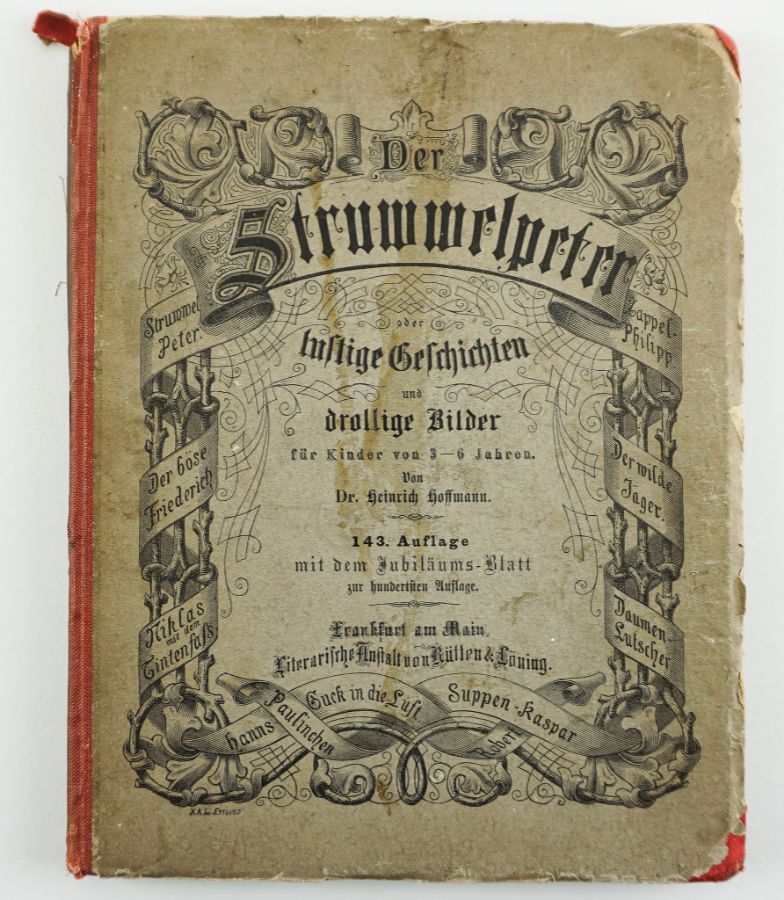 Der
Struwwelpeter
oder
lustige Geschichten
und
drollige Bilder
für Kinder von 3–6 Jahren.
Von
Dr. Heinrich Hoffmann.
143. Auflage
mit dem Jubiläums-Blatt
zur hundertsten Auflage.
Frankfurt am Main,
Literarische Anstalt von Rütten & Löning.
Struwwel
Peter.
Der böse
Friederich
Niklas
mit dem
Tintenfaß
Zappel-
Philipp
Der wilde
Jäger.
Daumen-
Lutscher
Paulinchen
Hanns
Guck in die Luft
Suppen-Kaspar
Robert